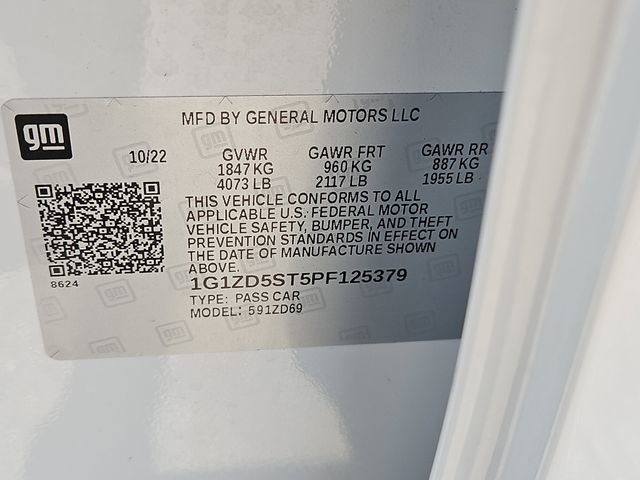 gm
MFD BY GENERAL MOTORS LLC
10/22 GVWR GAWR FRT GAWR RR
1847 KG 960 KG 887 KG
4073 LB 2117 LB 1955 LB
THIS VEHICLE CONFORMS TO ALL
APPLICABLE U.S. FEDERAL MOTOR
VEHICLE SAFETY, BUMPER, AND THEFT
PREVENTION STANDARDS IN EFFECT ON
THE DATE OF MANUFACTURE SHOWN
ABOVE.
8624
1G1ZD5ST5PF125379
TYPE: PASS CAR
MODEL: 591ZD69